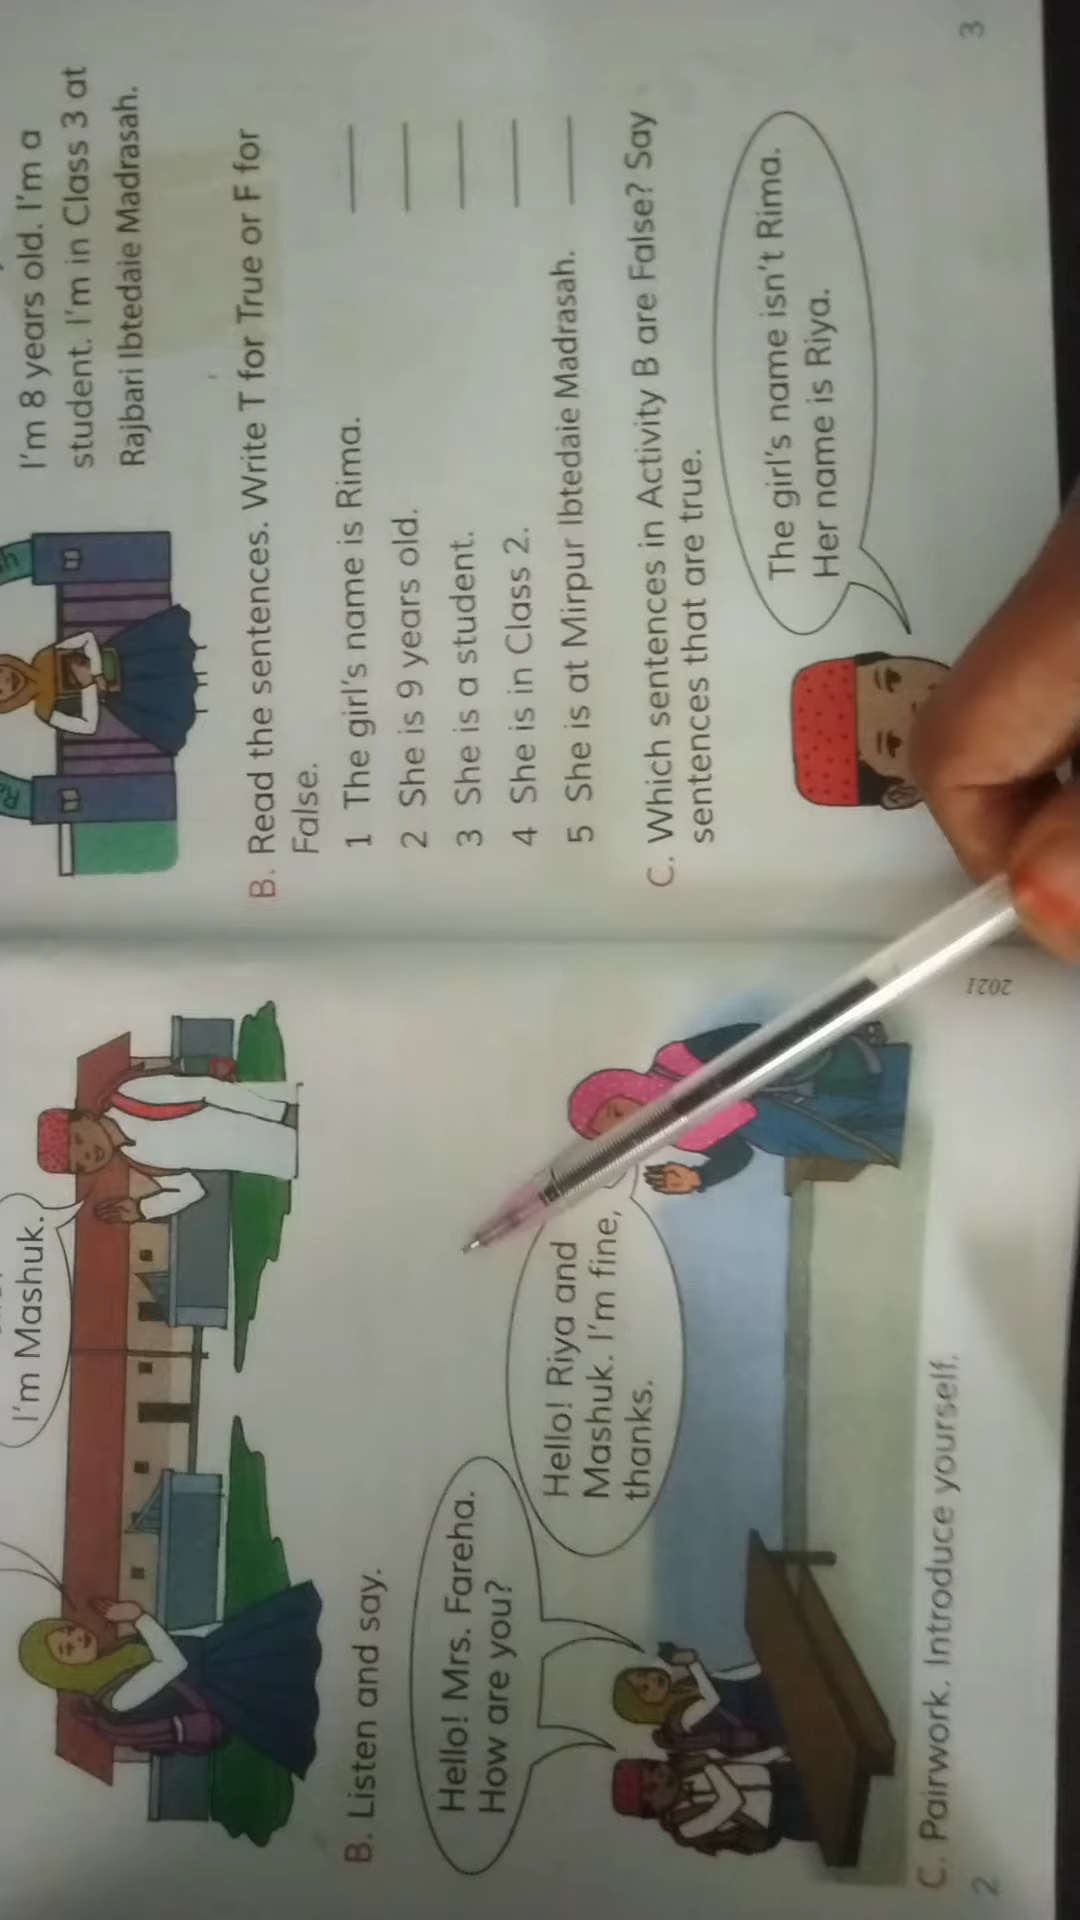 I'm Mashuk.
B. Listen and say.
Hello! Mrs. Fareha.
How are you?
Hello! Riya and
Mashuk. I'm fine,
thanks.
C. Pairwork. Introduce yourself.
2
2021
I'm 8 years old. I'm a
student. I'm in Class 3 at
Rajbari Ibtedaie Madrasah.
B. Read the sentences. Write T for True or F for
False.
1 The girl's name is Rima.
2 She is 9 years old.
3 She is a student.
4 She is in Class 2.
5 She is at Mirpur Ibtedaie Madrasah.
C. Which sentences in Activity B are False? Say
sentences that are true.
The girl's name isn't Rima.
Her name is Riya.
3